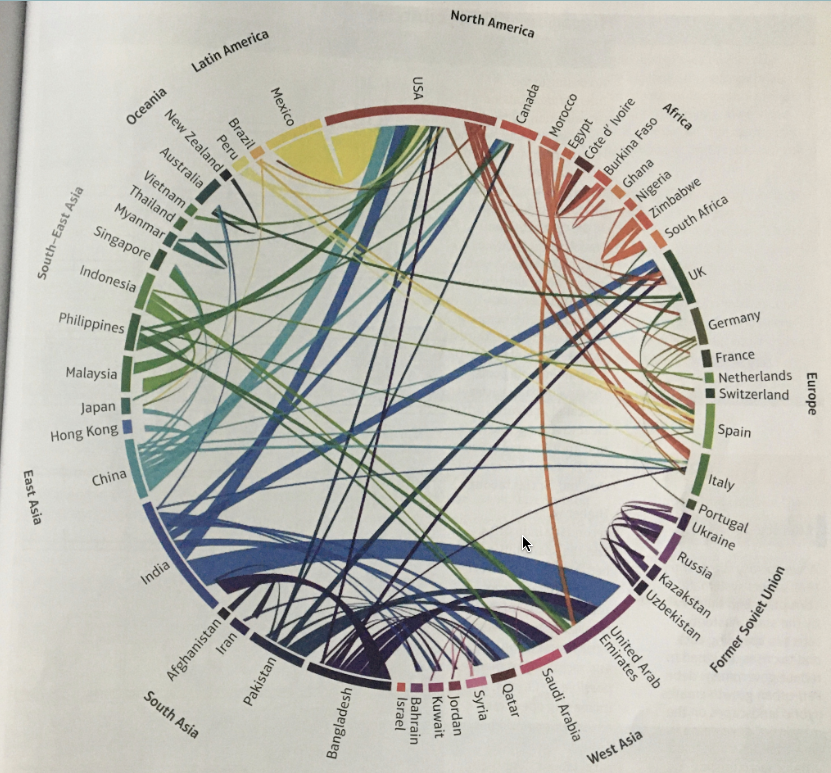 North America
USA
Canada
Africa
Morocco
Egypt
Côte d' Ivoire
Burkina Faso
Ghana
Nigeria
Zimbabwe
South Africa
Europe
UK
Germany
France
Netherlands
Switzerland
Spain
Italy
Portugal
Former Soviet Union
Ukraine
Russia
Kazakstan
Uzbekistan
West Asia
United Arab
Emirates
Saudi Arabia
Qatar
Syria
Jordan
Kuwait
Bahrain
Israel
South Asia
Bangladesh
Pakistan
Iran
Afghanistan
India
East Asia
China
Hong Kong
Japan
South-East Asia
Malaysia
Philippines
Indonesia
Singapore
Myanmar
Thailand
Vietnam
Oceania
Australia
New Zealand
Latin America
Peru
Brazil
Mexico